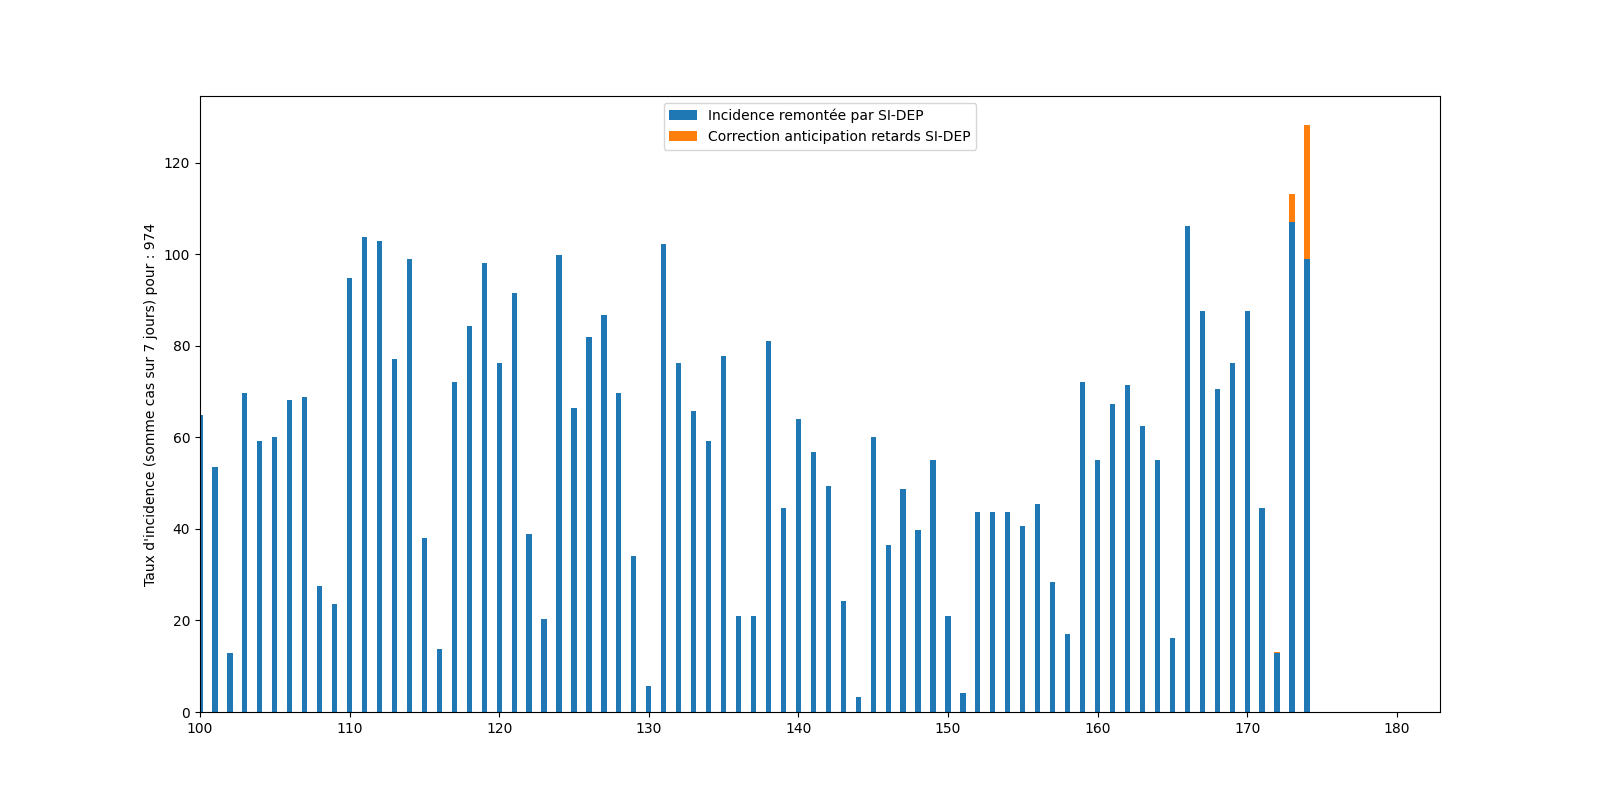 Incidence remontée par SI-DEP
Correction anticipation retards SI-DEP
Taux d'incidence (somme cas sur 7 jours) pour : 974
120
100
80
60
40
20
0
100 110 120 130 140 150 160 170 180